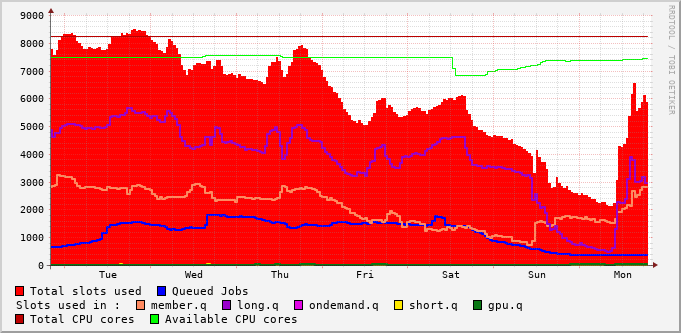 9000
8000
7000
6000
5000
4000
3000
2000
1000
0
Tue Wed Thu Fri Sat Sun Mon
RRDTOOL / TOBI OETIKER
Total slots used Queued Jobs
Slots used in : member.q long.q ondemand.q short.q gpu.q
Total CPU cores Available CPU cores